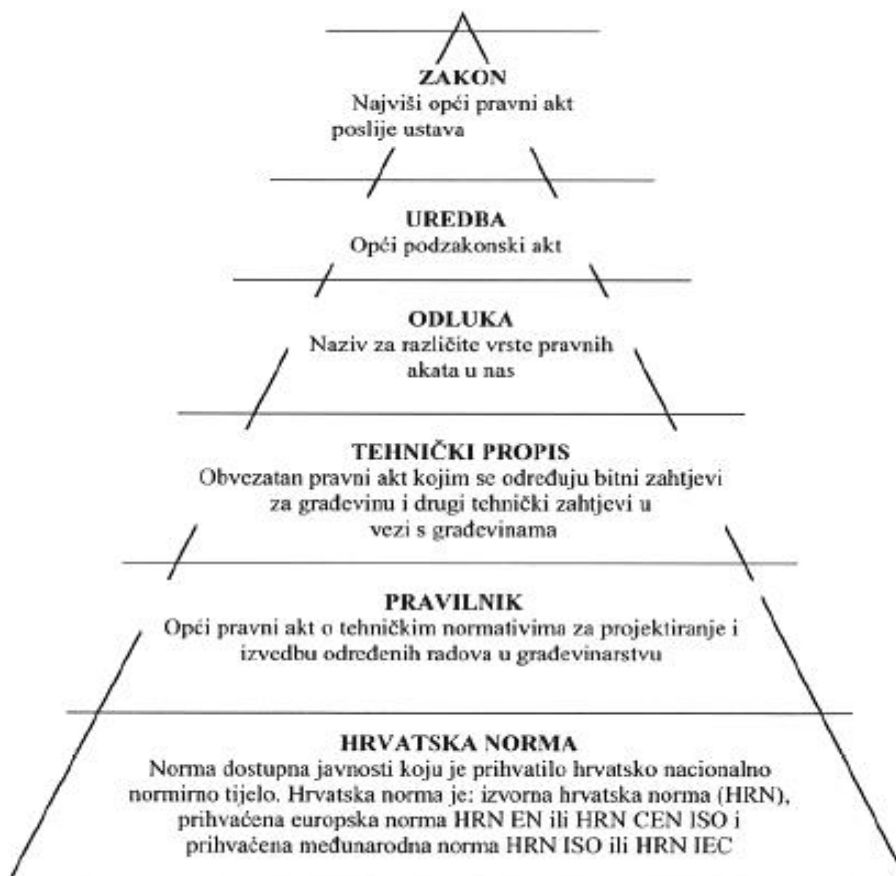 ZAKON
Najviši opći pravni akt
poslije ustava
UREDBA
Opći podzakonski akt
ODLUKA
Naziv za različite vrste pravnih
akata u nas
TEHNIČKI PROPIS
Obvezatan pravni akt kojim se određuju bitni zahtjevi
za građevinu i drugi tehnički zahtjevi u
vezi s građevinama
PRAVILNIK
Opći pravni akt o tehničkim normativima za projektiranje i
izvedbu određenih radova u građevinarstvu
HRVATSKA NORMA
Norma dostupna javnosti koju je prihvatilo hrvatsko nacionalno
normirno tijelo. Hrvatska norma je: izvorna hrvatska norma (HRN),
prihvaćena europska norma HRN EN ili HRN CEN ISO i
prihvaćena međunarodna norma HRN ISO ili HRN IEC